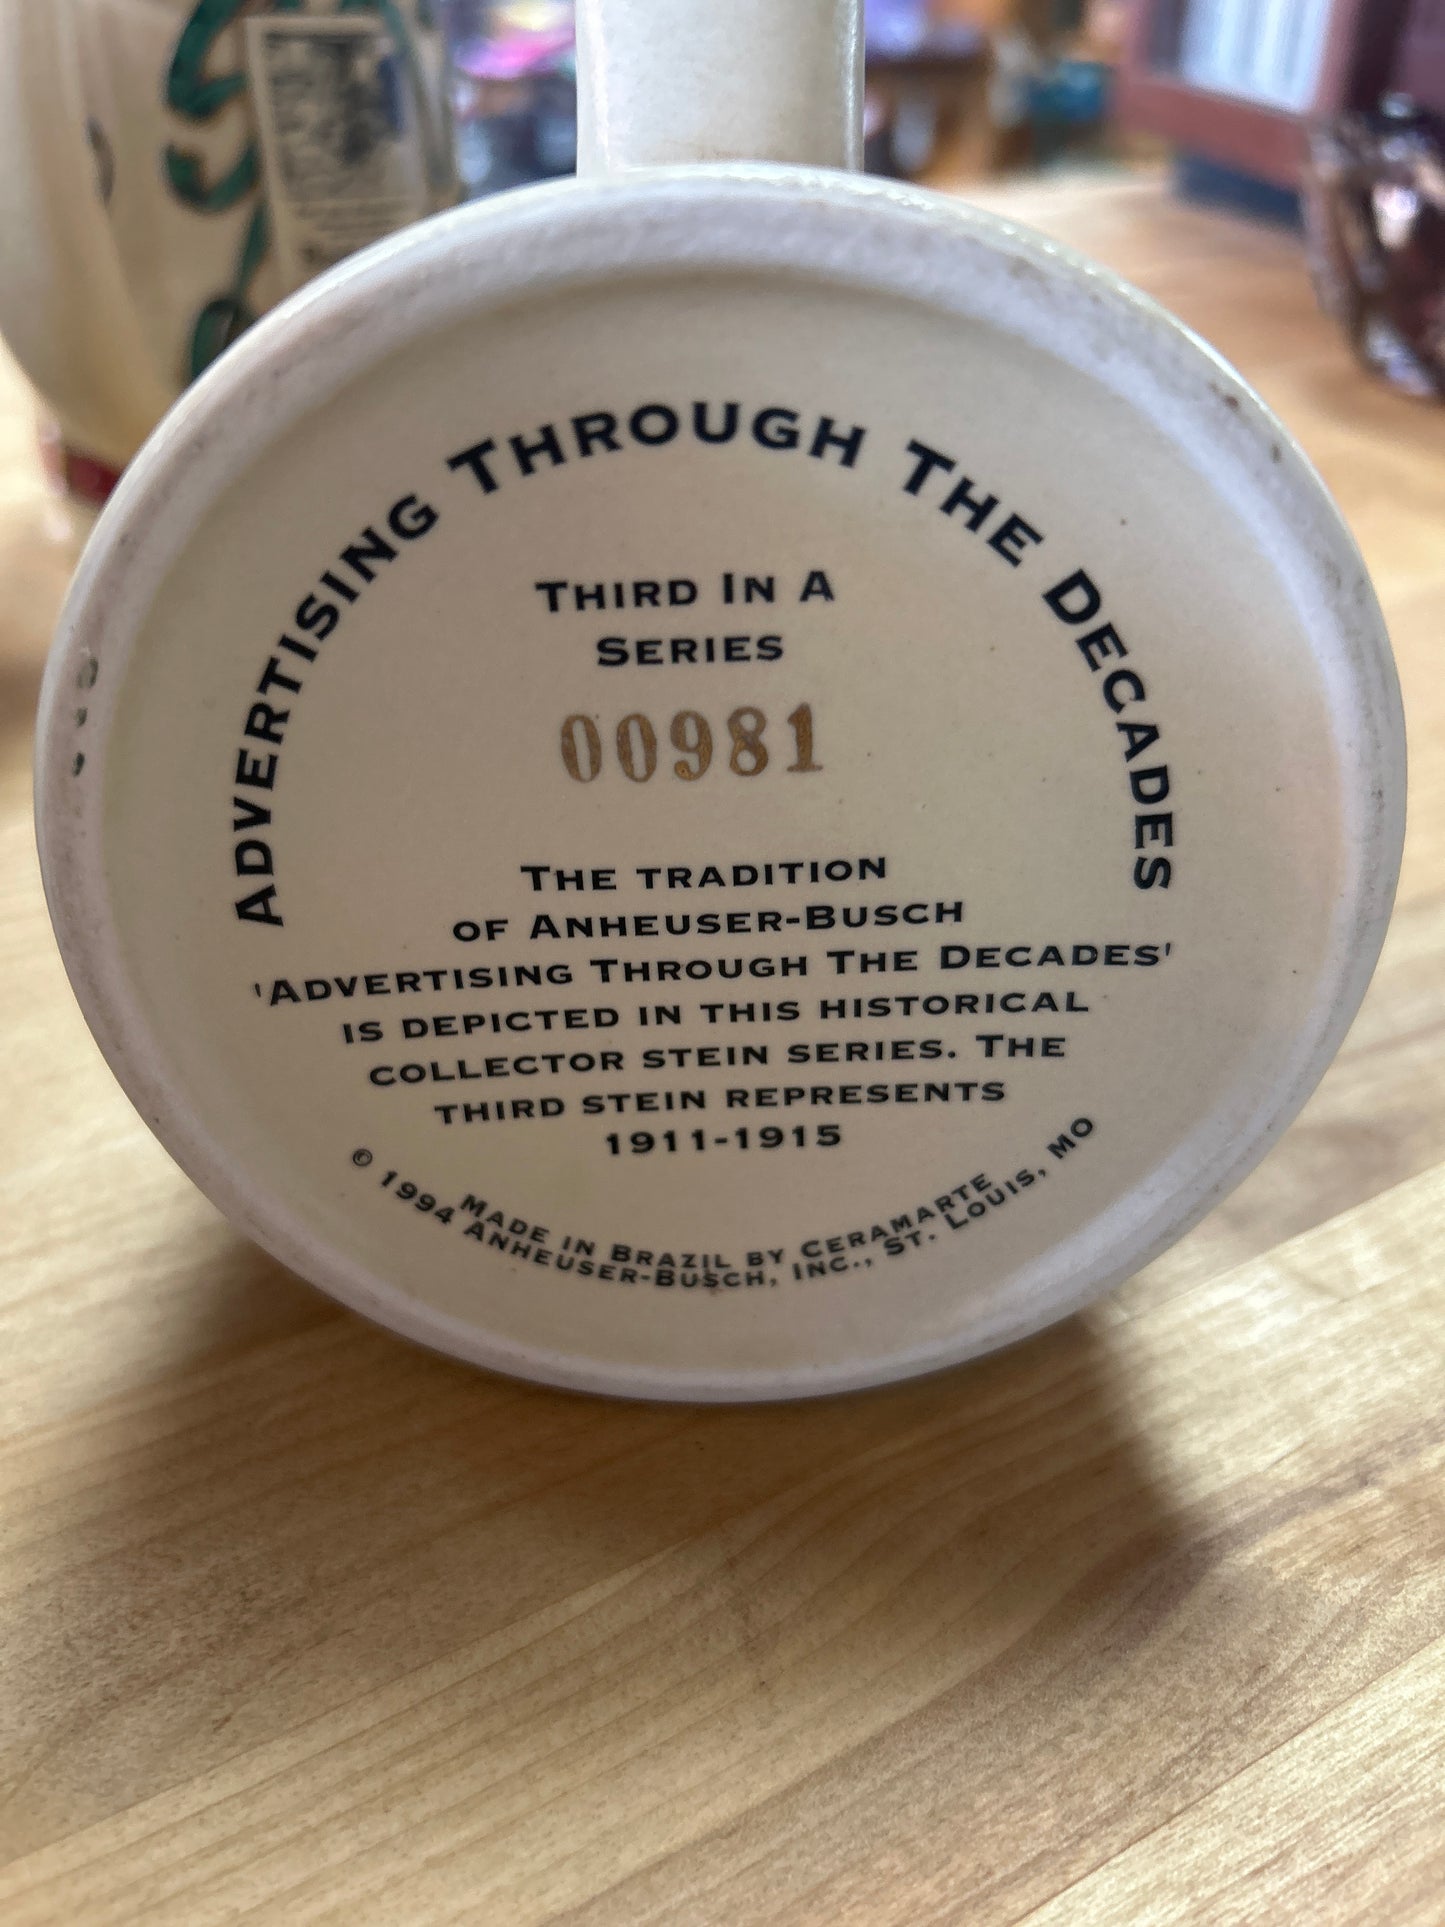 ADVERTISING THROUGH THE DECADES
THIRD IN A
SERIES
00981
THE TRADITION
OF ANHEUSER-BUSCH
'ADVERTISING THROUGH THE DECADES'
IS DEPICTED IN THIS HISTORICAL
COLLECTOR STEIN SERIES. THE
THIRD STEIN REPRESENTS
1911-1915
MADE IN BRAZIL BY CERAMARTE
© 1994 ANHEUSER-BUSCH, INC., ST. LOUIS, MO